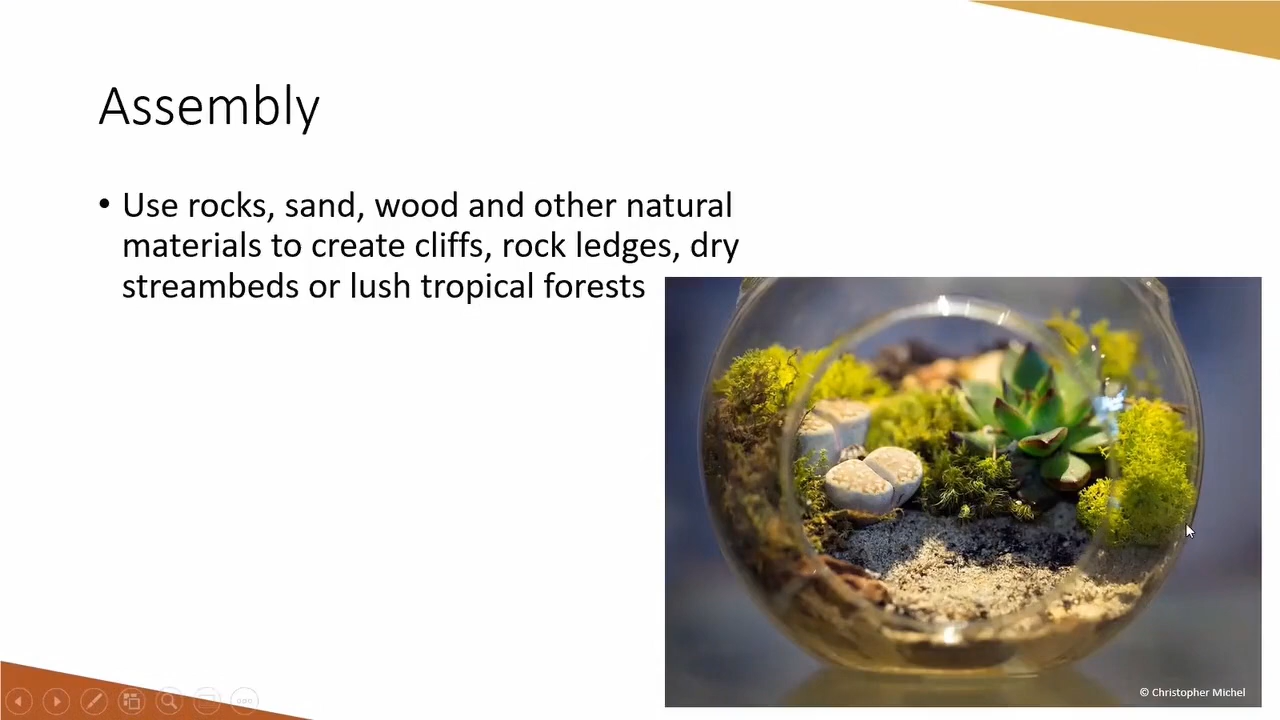 Assembly
• Use rocks, sand, wood and other natural
materials to create cliffs, rock ledges, dry
streambeds or lush tropical forests
© Christopher Michel